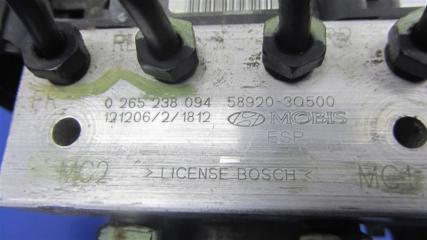 FR
0 265 238 094 58920-3Q500
121206/2/1812 MOBIS
ESP
MC2 >LICENSE BOSCH< MC1